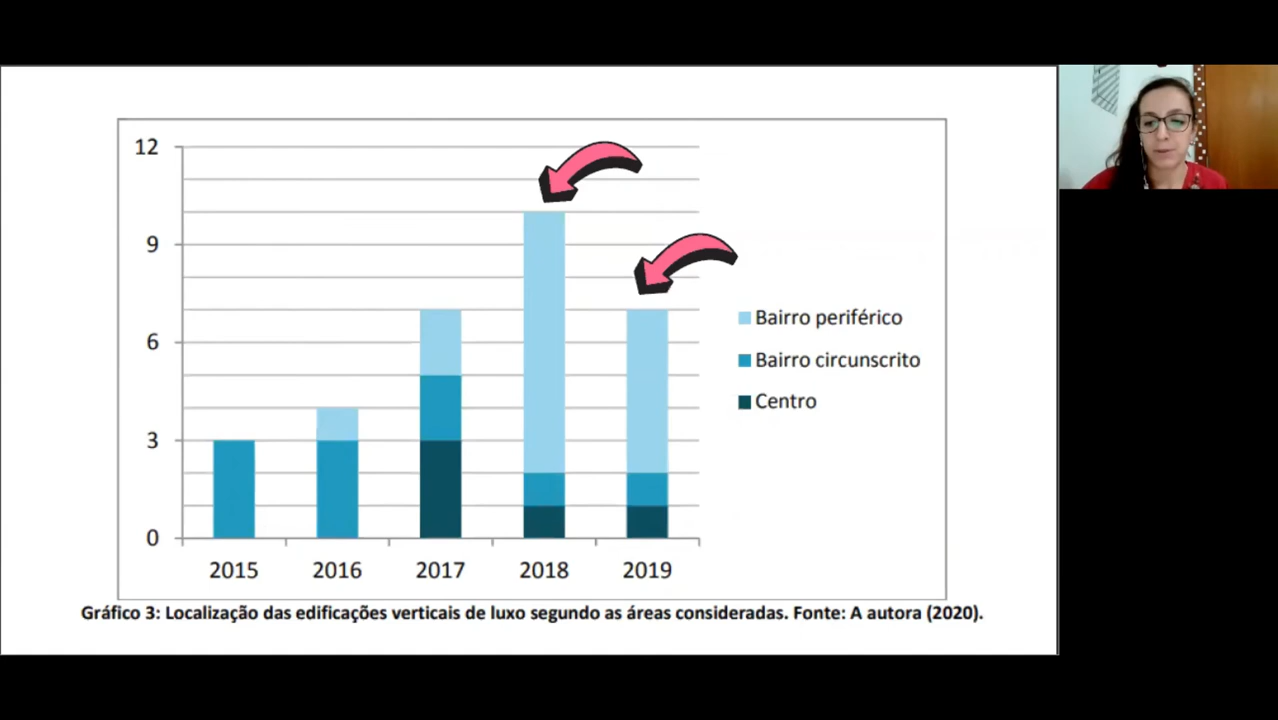 12
9
6
3
0
2015 2016 2017 2018 2019
Bairro periférico
Bairro circunscrito
Centro
Gráfico 3: Localização das edificações verticais de luxo segundo as áreas consideradas. Fonte: A autora (2020).